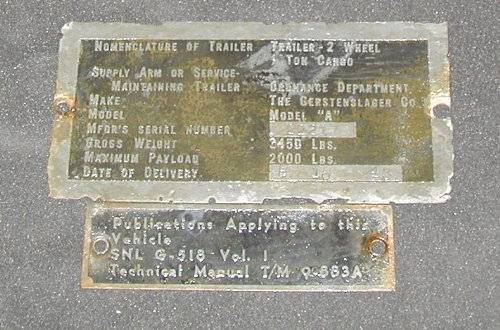 Nomenclature of Trailer Trailer-2 Wheel
1 Ton Cargo
Supply Arm or Service-
Maintaining Trailer Ordnance Department
Make- The Gerstenslager Co.
Model Model "A"
Mfgr's Serial Number
Gross Weight 3450 Lbs.
Maximum Payload 2000 Lbs.
Date of Delivery
Publications Applying to this
Vehicle
SNL G-518 Vol. 1
Technical Manual T/M 9-883A